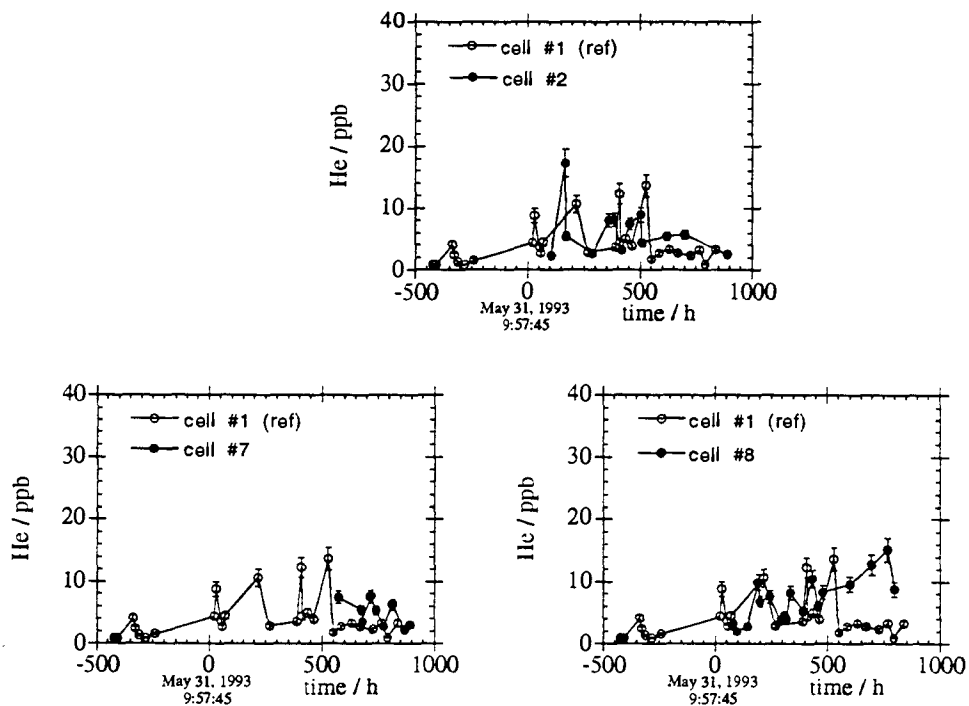 40
30
20
10
0
He / ppb
cell #1 (ref)
cell #2
-500
0
500
1000
May 31, 1993
9:57:45
time / h
40
30
20
10
0
He / ppb
cell #1 (ref)
cell #7
-500
0
500
1000
May 31, 1993
9:57:45
time / h
40
30
20
10
0
He / ppb
cell #1 (ref)
cell #8
-500
0
500
1000
May 31, 1993
9:57:45
time / h